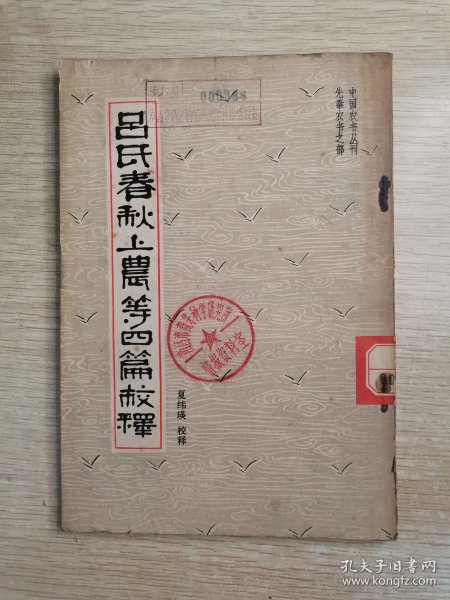 中国农书丛刊
先秦农书之部
吕氏春秋上農等四篇校釋
夏纬瑛 校释
孔夫子旧书网
www.kongfz.com